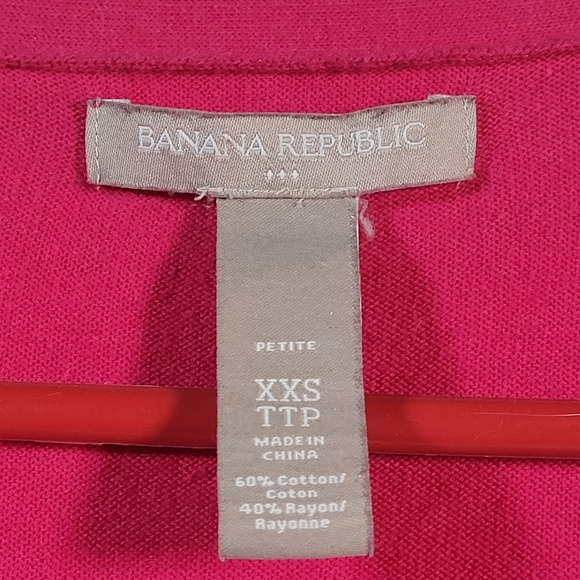 BANANA REPUBLIC
PETITE
XXS
TTP
MADE IN
CHINA
60% Cotton/
Coton
40% Rayon/
Rayonne